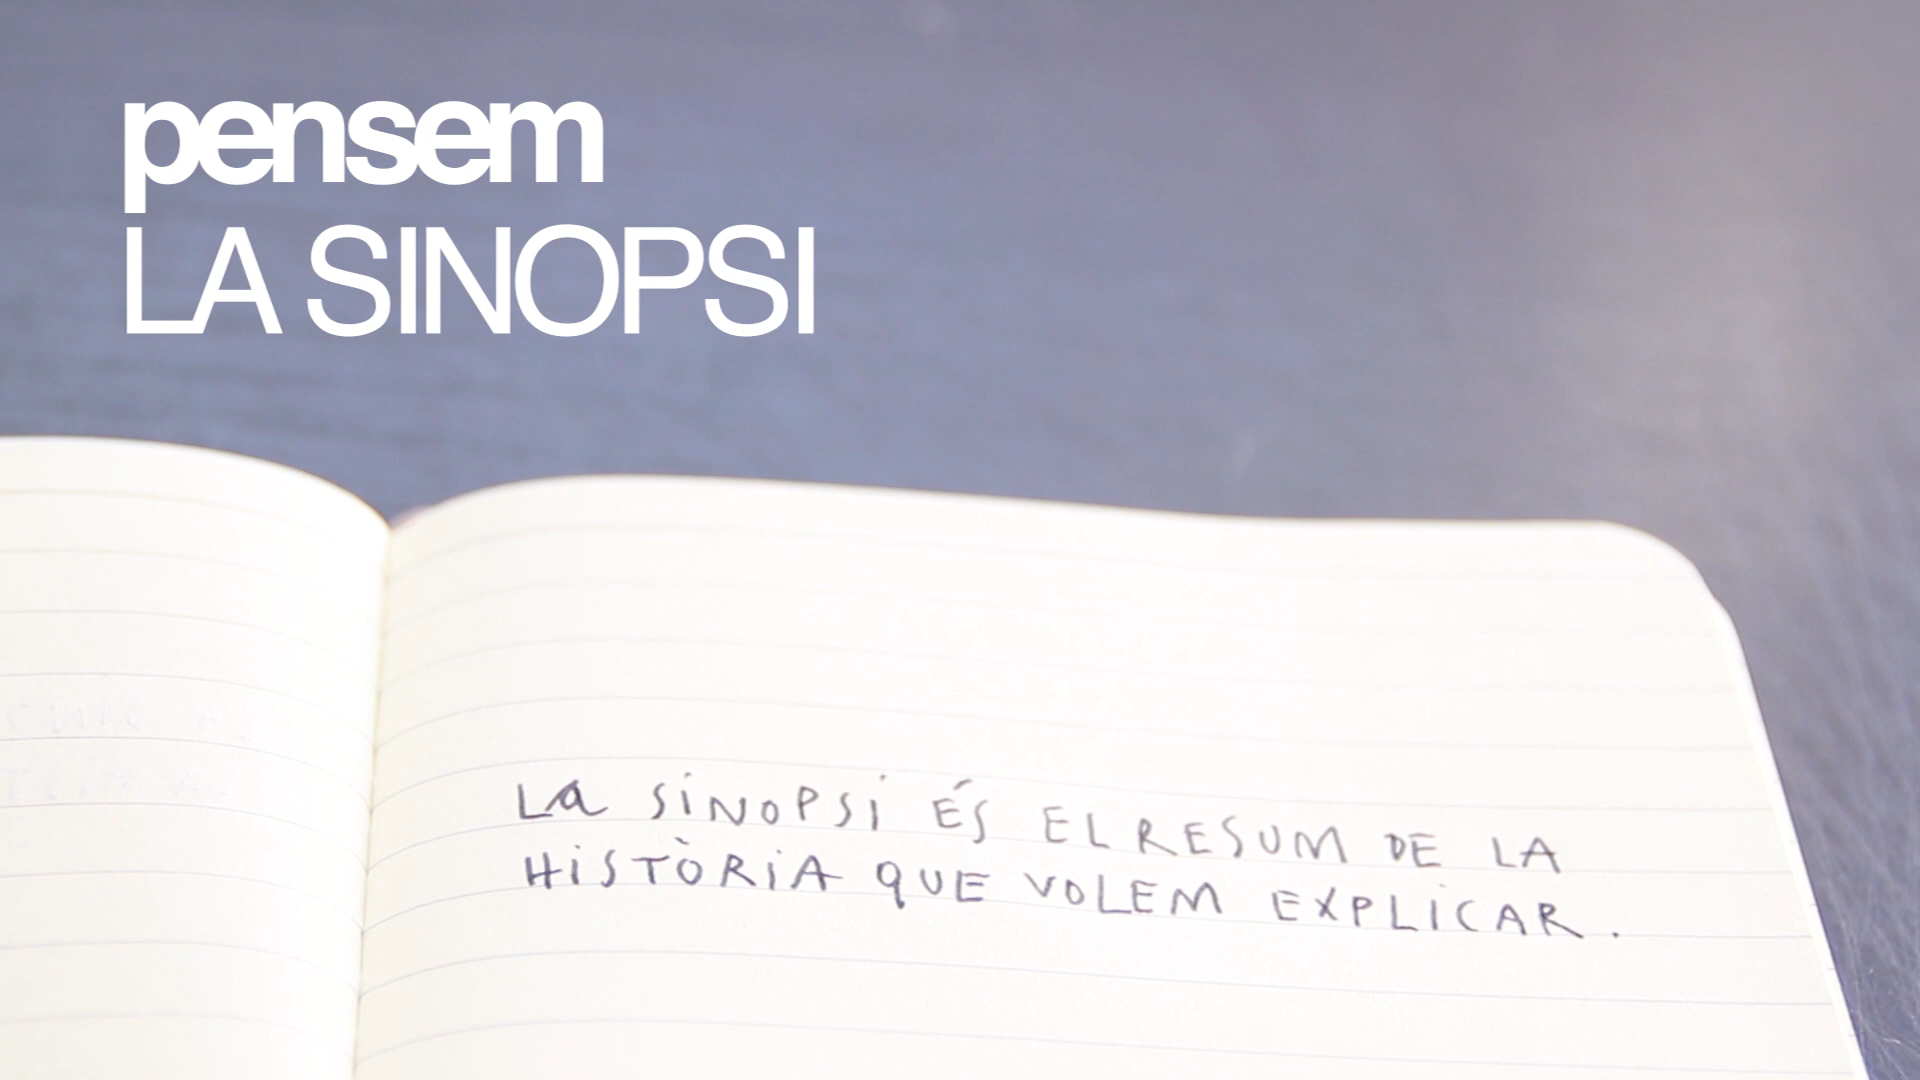 pensem
LA SINOPSI
La SiNOPSi ÉS EL RESUM DE LA
HiSTÒRiA QUE VOLEM EXPLiCAR.